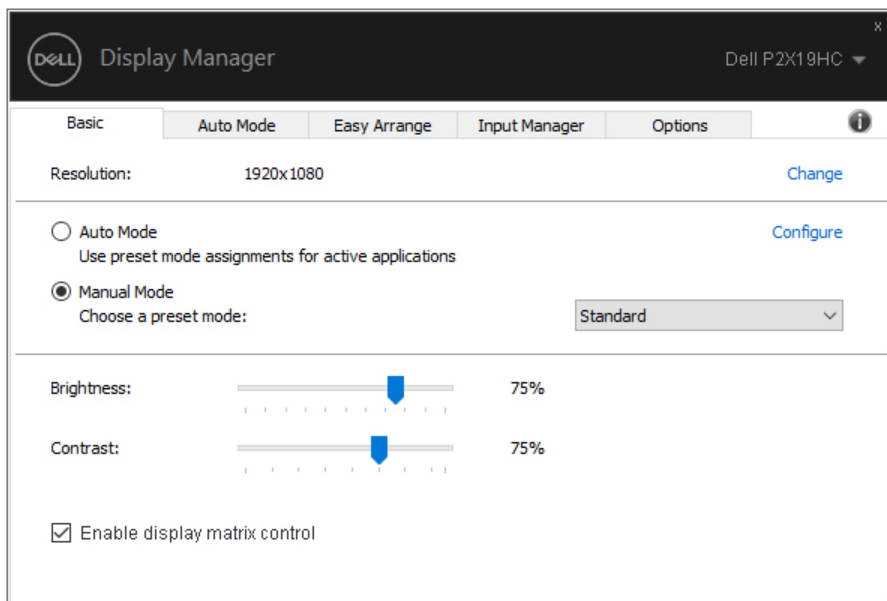 DELL Display Manager x
Dell P2X19HC
Basic Auto Mode Easy Arrange Input Manager Options i
Resolution: 1920x1080 Change
Auto Mode Configure
Use preset mode assignments for active applications
Manual Mode
Choose a preset mode: Standard
Brightness: 75%
Contrast: 75%
Enable display matrix control